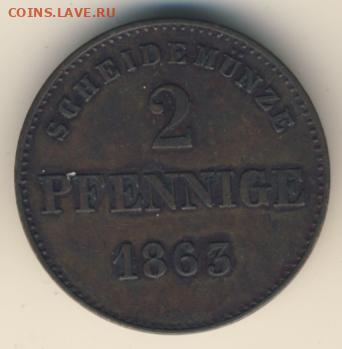 COINS.LAVE.RU
SCHEIDEMÜNZE
2
PFENNIGE
1863